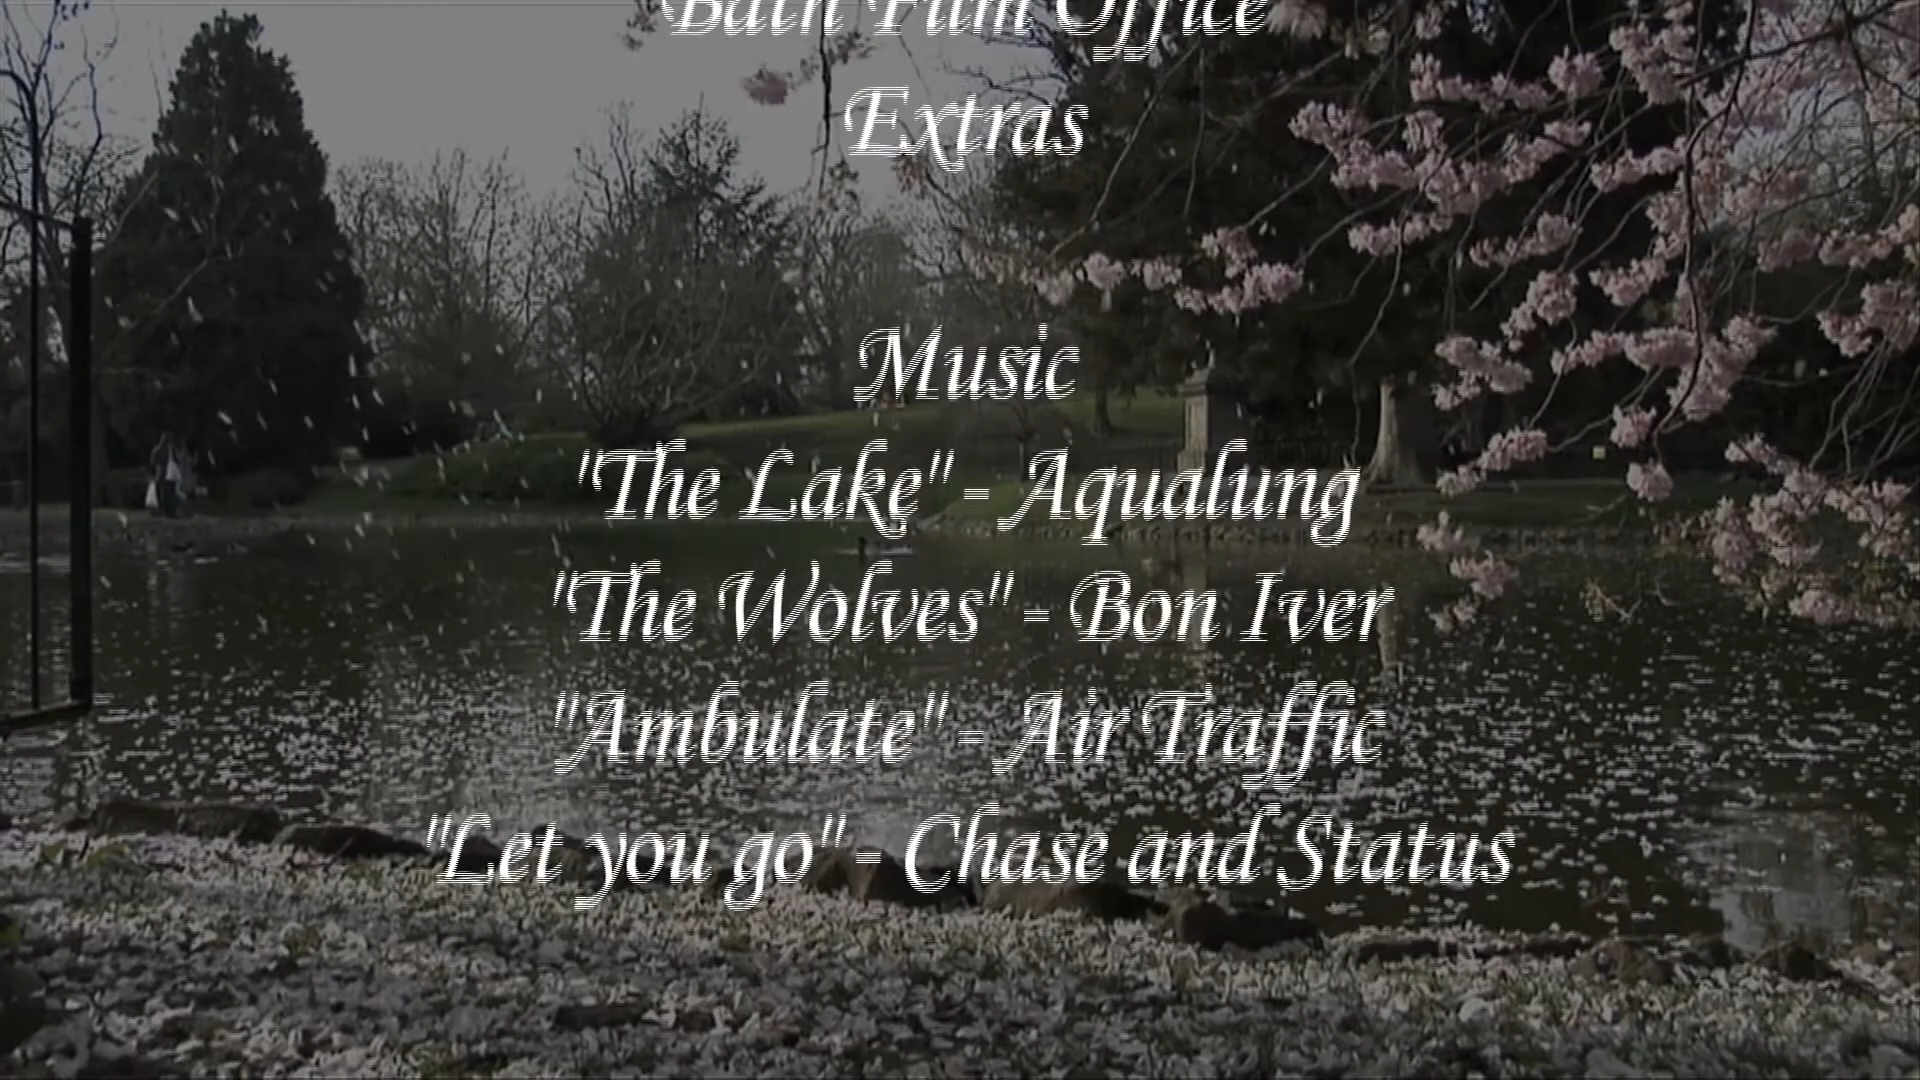 Bath Film Office
Extras
Music
"The Lake" - Aqualung
"The Wolves" - Bon Iver
"Ambulate" - Air Traffic
"Let you go" - Chase and Status